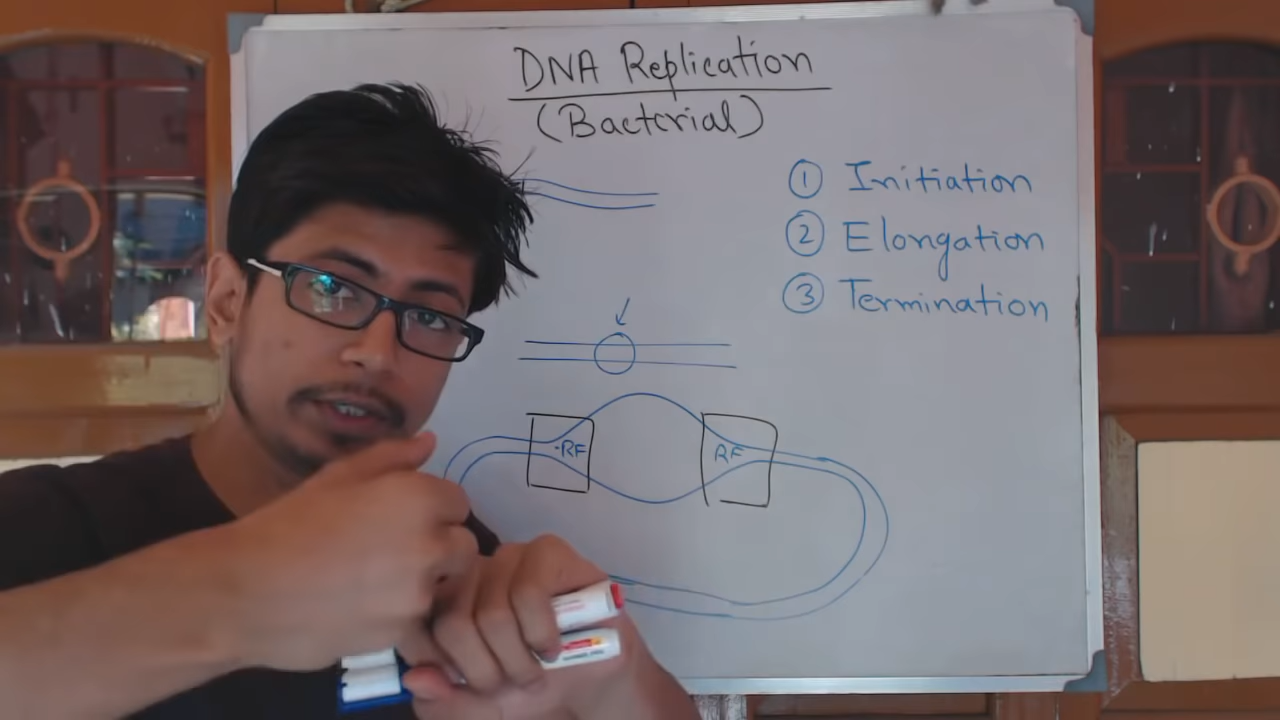 DNA Replication
(Bacterial)
① Initiation
② Elongation
③ Termination
RF
RF